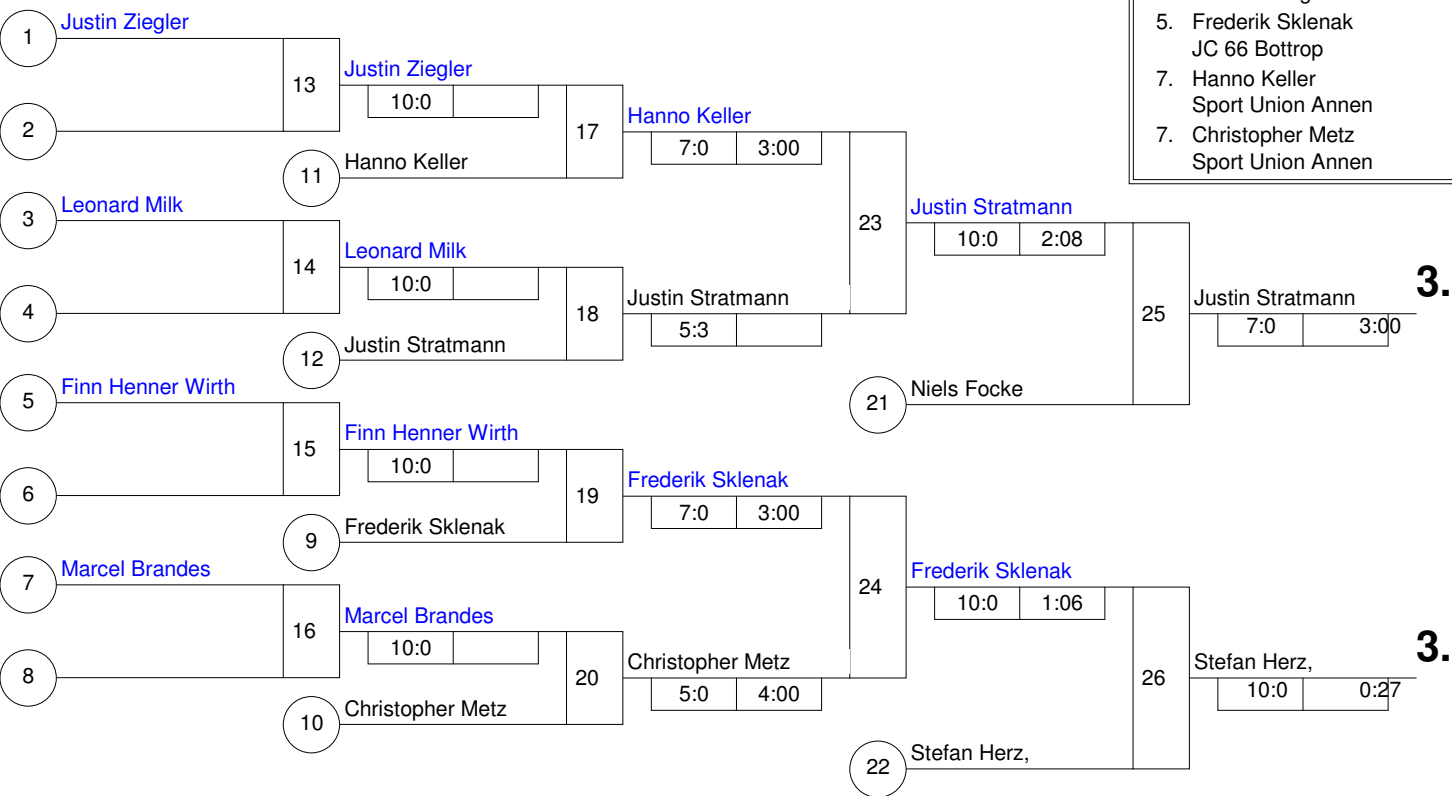 1 Justin Ziegler
2
13
Justin Ziegler
10:0
11 Hanno Keller
17
Hanno Keller
7:0 3:00
3 Leonard Milk
4
14
Leonard Milk
10:0
12 Justin Stratmann
18
Justin Stratmann
5:3
23
Justin Stratmann
10:0 2:08
21 Niels Focke
25
Justin Stratmann
7:0 3:00
3.
5 Finn Henner Wirth
6
15
Finn Henner Wirth
10:0
9 Frederik Sklenak
19
Frederik Sklenak
7:0 3:00
7 Marcel Brandes
8
16
Marcel Brandes
10:0
10 Christopher Metz
20
Christopher Metz
5:0 4:00
24
Frederik Sklenak
10:0 1:06
22 Stefan Herz,
26
Stefan Herz,
10:0 0:27
3.
5. Frederik Sklenak
JC 66 Bottrop
7. Hanno Keller
Sport Union Annen
7. Christopher Metz
Sport Union Annen